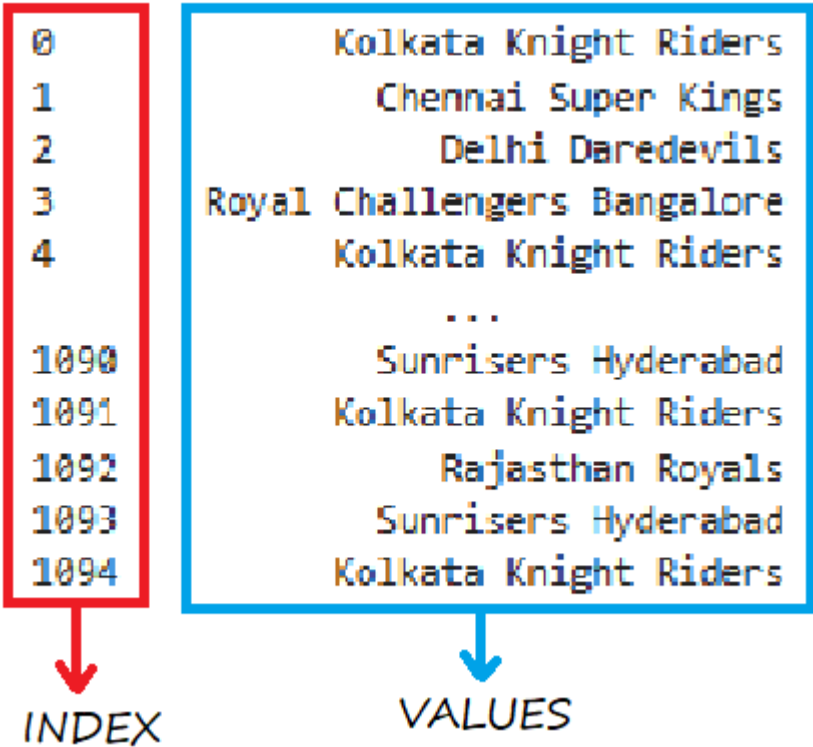 0 Kolkata Knight Riders
1 Chennai Super Kings
2 Delhi Daredevils
3 Royal Challengers Bangalore
4 Kolkata Knight Riders
...
1090 Sunrisers Hyderabad
1091 Kolkata Knight Riders
1092 Rajasthan Royals
1093 Sunrisers Hyderabad
1094 Kolkata Knight Riders
INDEX VALUES